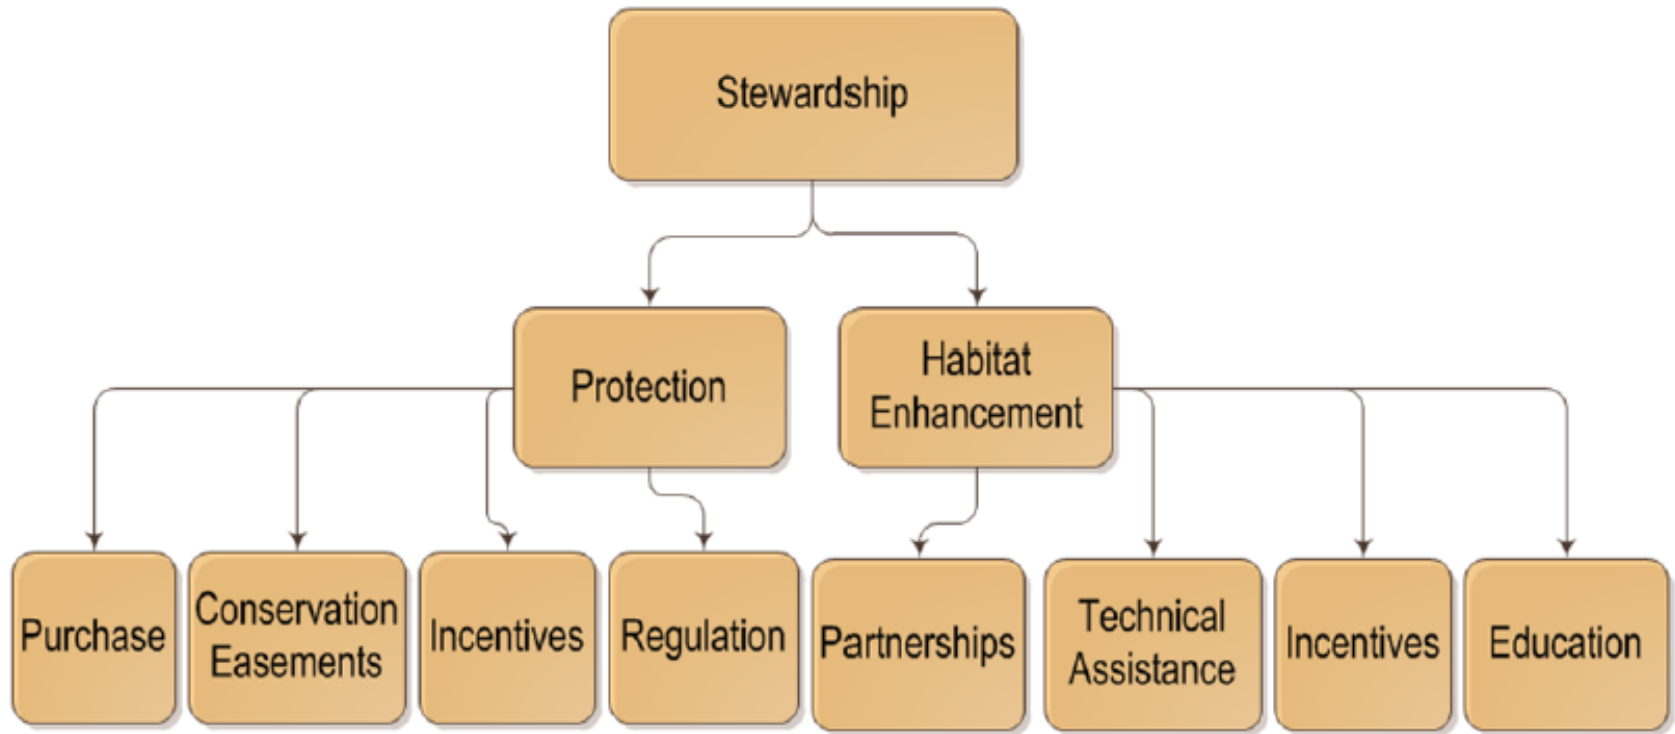 Stewardship
Protection
Habitat
Enhancement
Purchase
Conservation
Easements
Incentives
Regulation
Partnerships
Technical
Assistance
Incentives
Education